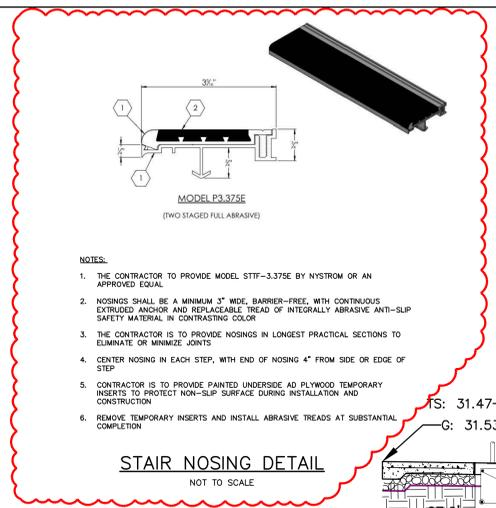 3⅜"
1
2
1
MODEL P3.375E
(TWO STAGED FULL ABRASIVE)
NOTES:
1. THE CONTRACTOR TO PROVIDE MODEL STTF-3.375E BY NYSTROM OR AN
APPROVED EQUAL
2. NOSINGS SHALL BE A MINIMUM 3" WIDE, BARRIER-FREE, WITH CONTINUOUS
EXTRUDED ANCHOR AND REPLACEABLE TREAD OF INTEGRALLY ABRASIVE ANTI-SLIP
SAFETY MATERIAL IN CONTRASTING COLOR
3. THE CONTRACTOR IS TO PROVIDE NOSINGS IN LONGEST PRACTICAL SECTIONS TO
ELIMINATE OR MINIMIZE JOINTS
4. CENTER NOSING IN EACH STEP, WITH END OF NOSING 4" FROM SIDE OR EDGE OF
STEP
5. CONTRACTOR IS TO PROVIDE PAINTED UNDERSIDE AD PLYWOOD TEMPORARY
INSERTS TO PROTECT NON-SLIP SURFACE DURING INSTALLATION AND
CONSTRUCTION
6. REMOVE TEMPORARY INSERTS AND INSTALL ABRASIVE TREADS AT SUBSTANTIAL
COMPLETION
TS: 31.47-
G: 31.53
STAIR NOSING DETAIL
NOT TO SCALE